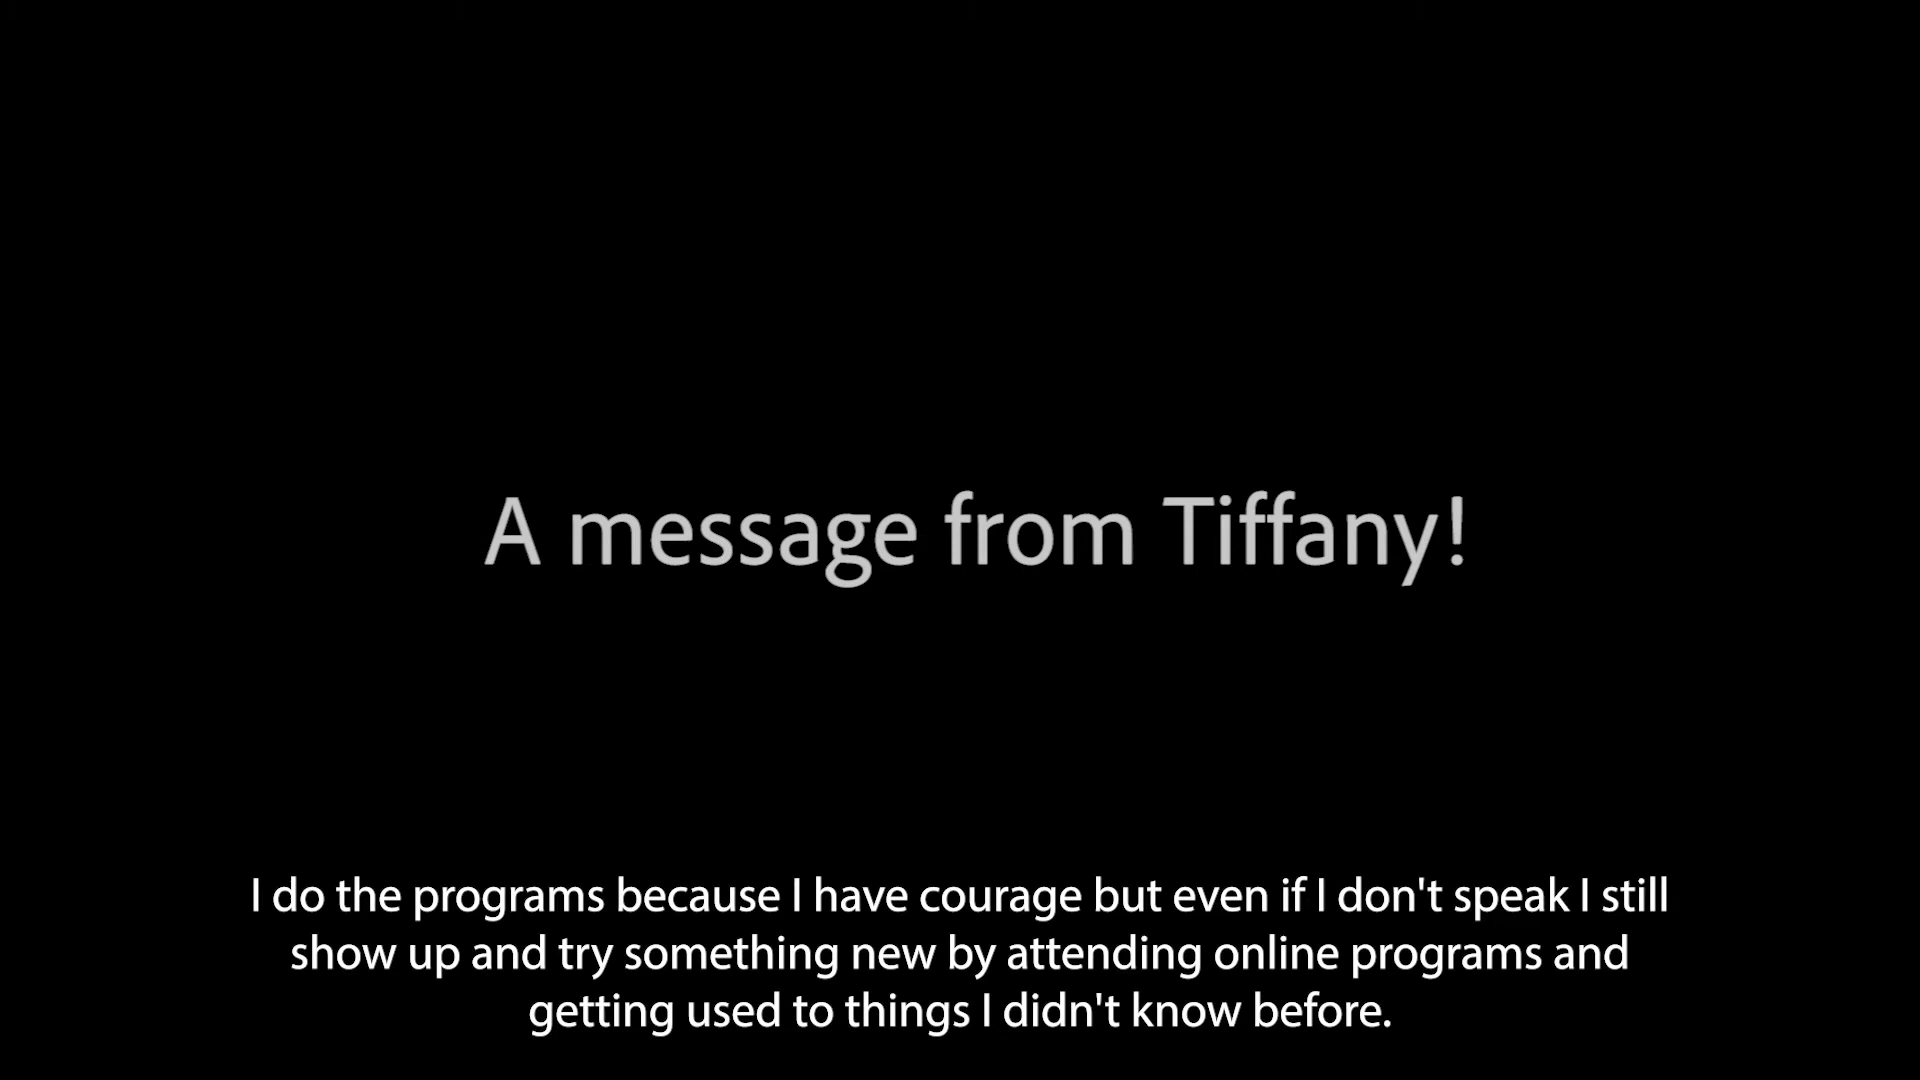 A message from Tiffany!
I do the programs because I have courage but even if I don't speak I still
show up and try something new by attending online programs and
getting used to things I didn't know before.